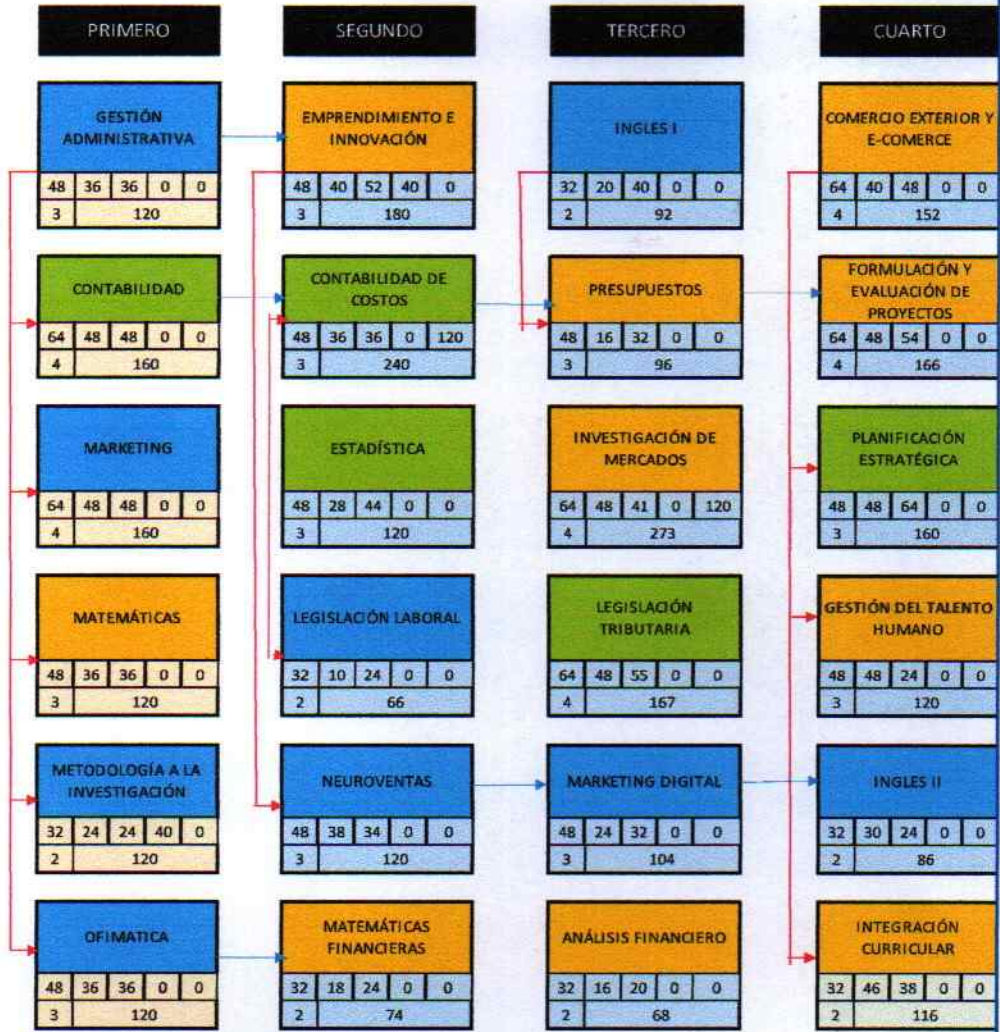 PRIMERO SEGUNDO TERCERO CUARTO
GESTIÓN
ADMINISTRATIVA
48 36 36 0 0
3 120
EMPRENDIMIENTO E
INNOVACIÓN
48 40 52 40 0
3 180
INGLES I
32 20 40 0 0
2 92
COMERCIO EXTERIOR Y
E-COMERCE
64 40 48 0 0
4 152
CONTABILIDAD
64 48 48 0 0
4 160
CONTABILIDAD DE
COSTOS
48 36 36 0 120
3 240
PRESUPUESTOS
48 16 32 0 0
3 96
FORMULACIÓN Y
EVALUACIÓN DE
PROYECTOS
64 48 54 0 0
4 166
MARKETING
64 48 48 0 0
4 160
ESTADÍSTICA
48 28 44 0 0
3 120
INVESTIGACIÓN DE
MERCADOS
64 48 41 0 120
4 273
PLANIFICACIÓN
ESTRATÉGICA
48 48 64 0 0
3 160
MATEMÁTICAS
48 36 36 0 0
3 120
LEGISLACIÓN LABORAL
32 10 24 0 0
2 66
LEGISLACIÓN
TRIBUTARIA
64 48 55 0 0
4 167
GESTIÓN DEL TALENTO
HUMANO
48 48 24 0 0
3 120
METODOLOGÍA A LA
INVESTIGACIÓN
32 24 24 40 0
2 120
NEUROVENTAS
48 38 34 0 0
3 120
MARKETING DIGITAL
48 24 32 0 0
3 104
INGLES II
32 30 24 0 0
2 86
OFIMATICA
48 36 36 0 0
3 120
MATEMÁTICAS
FINANCIERAS
32 18 24 0 0
2 74
ANÁLISIS FINANCIERO
32 16 20 0 0
2 68
INTEGRACIÓN
CURRICULAR
32 46 38 0 0
2 116